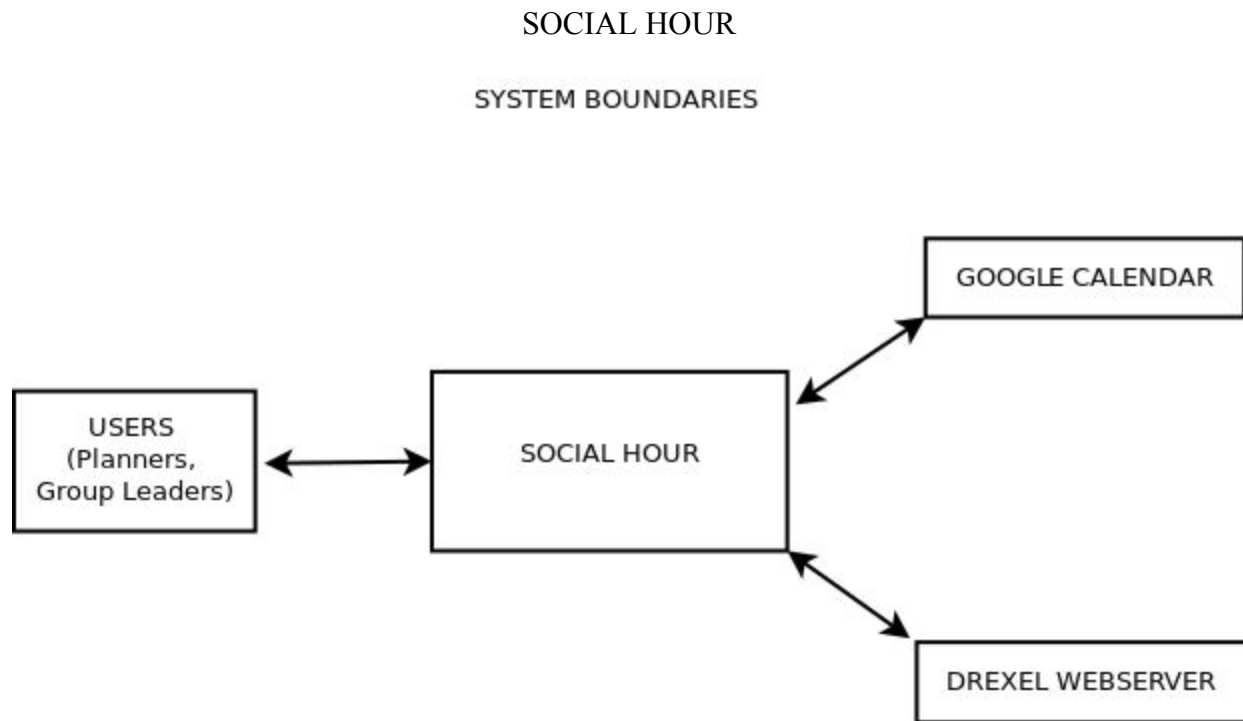 SOCIAL HOUR
SYSTEM BOUNDARIES
GOOGLE CALENDAR
USERS
(Planners,
Group Leaders)
SOCIAL HOUR
DREXEL WEBSERVER